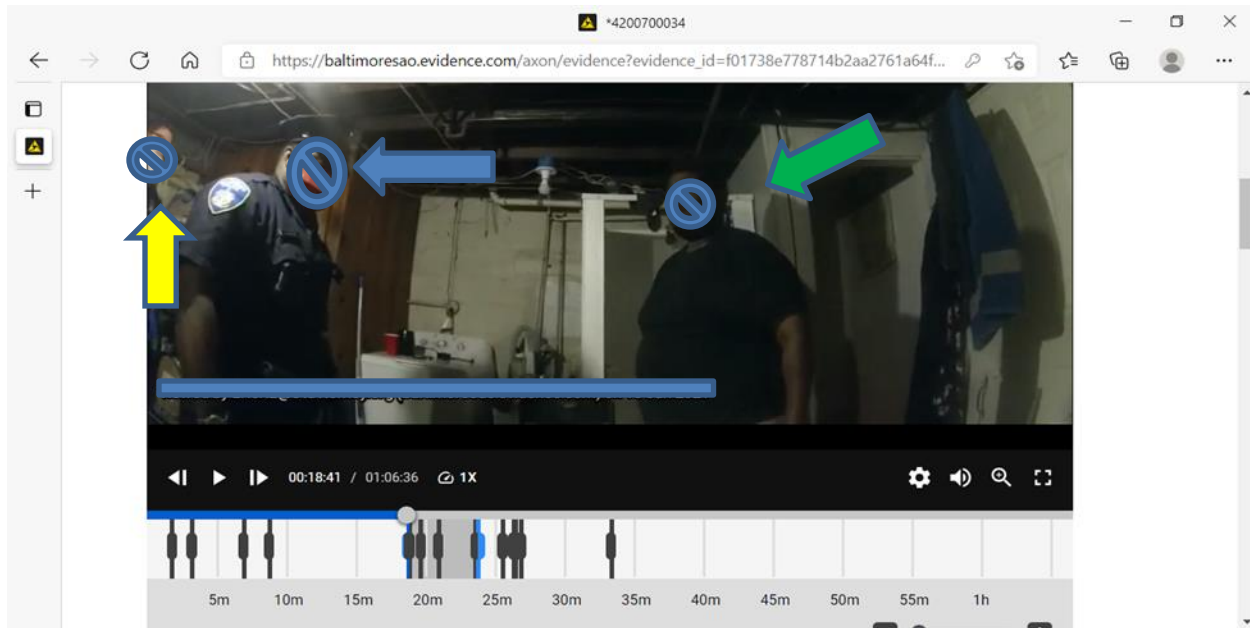 *4200700034
https://baltimoresao.evidence.com/axon/evidence?evidence_id=f01738e778714b2aa2761a64f...
00:18:41 / 01:06:36 1X
5m 10m 15m 20m 25m 30m 35m 40m 45m 50m 55m 1h